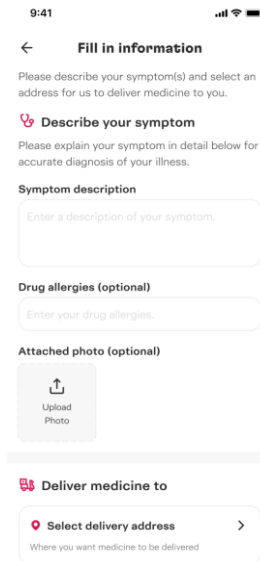 9:41
Fill in information
Please describe your symptom(s) and select an
address for us to deliver medicine to you.
Describe your symptom
Please explain your symptom in detail below for
accurate diagnosis of your illness.
Symptom description
Enter a description of your symptom.
Drug allergies (optional)
Enter your drug allergies.
Attached photo (optional)
Upload
Photo
Deliver medicine to
Select delivery address
Where you want medicine to be delivered